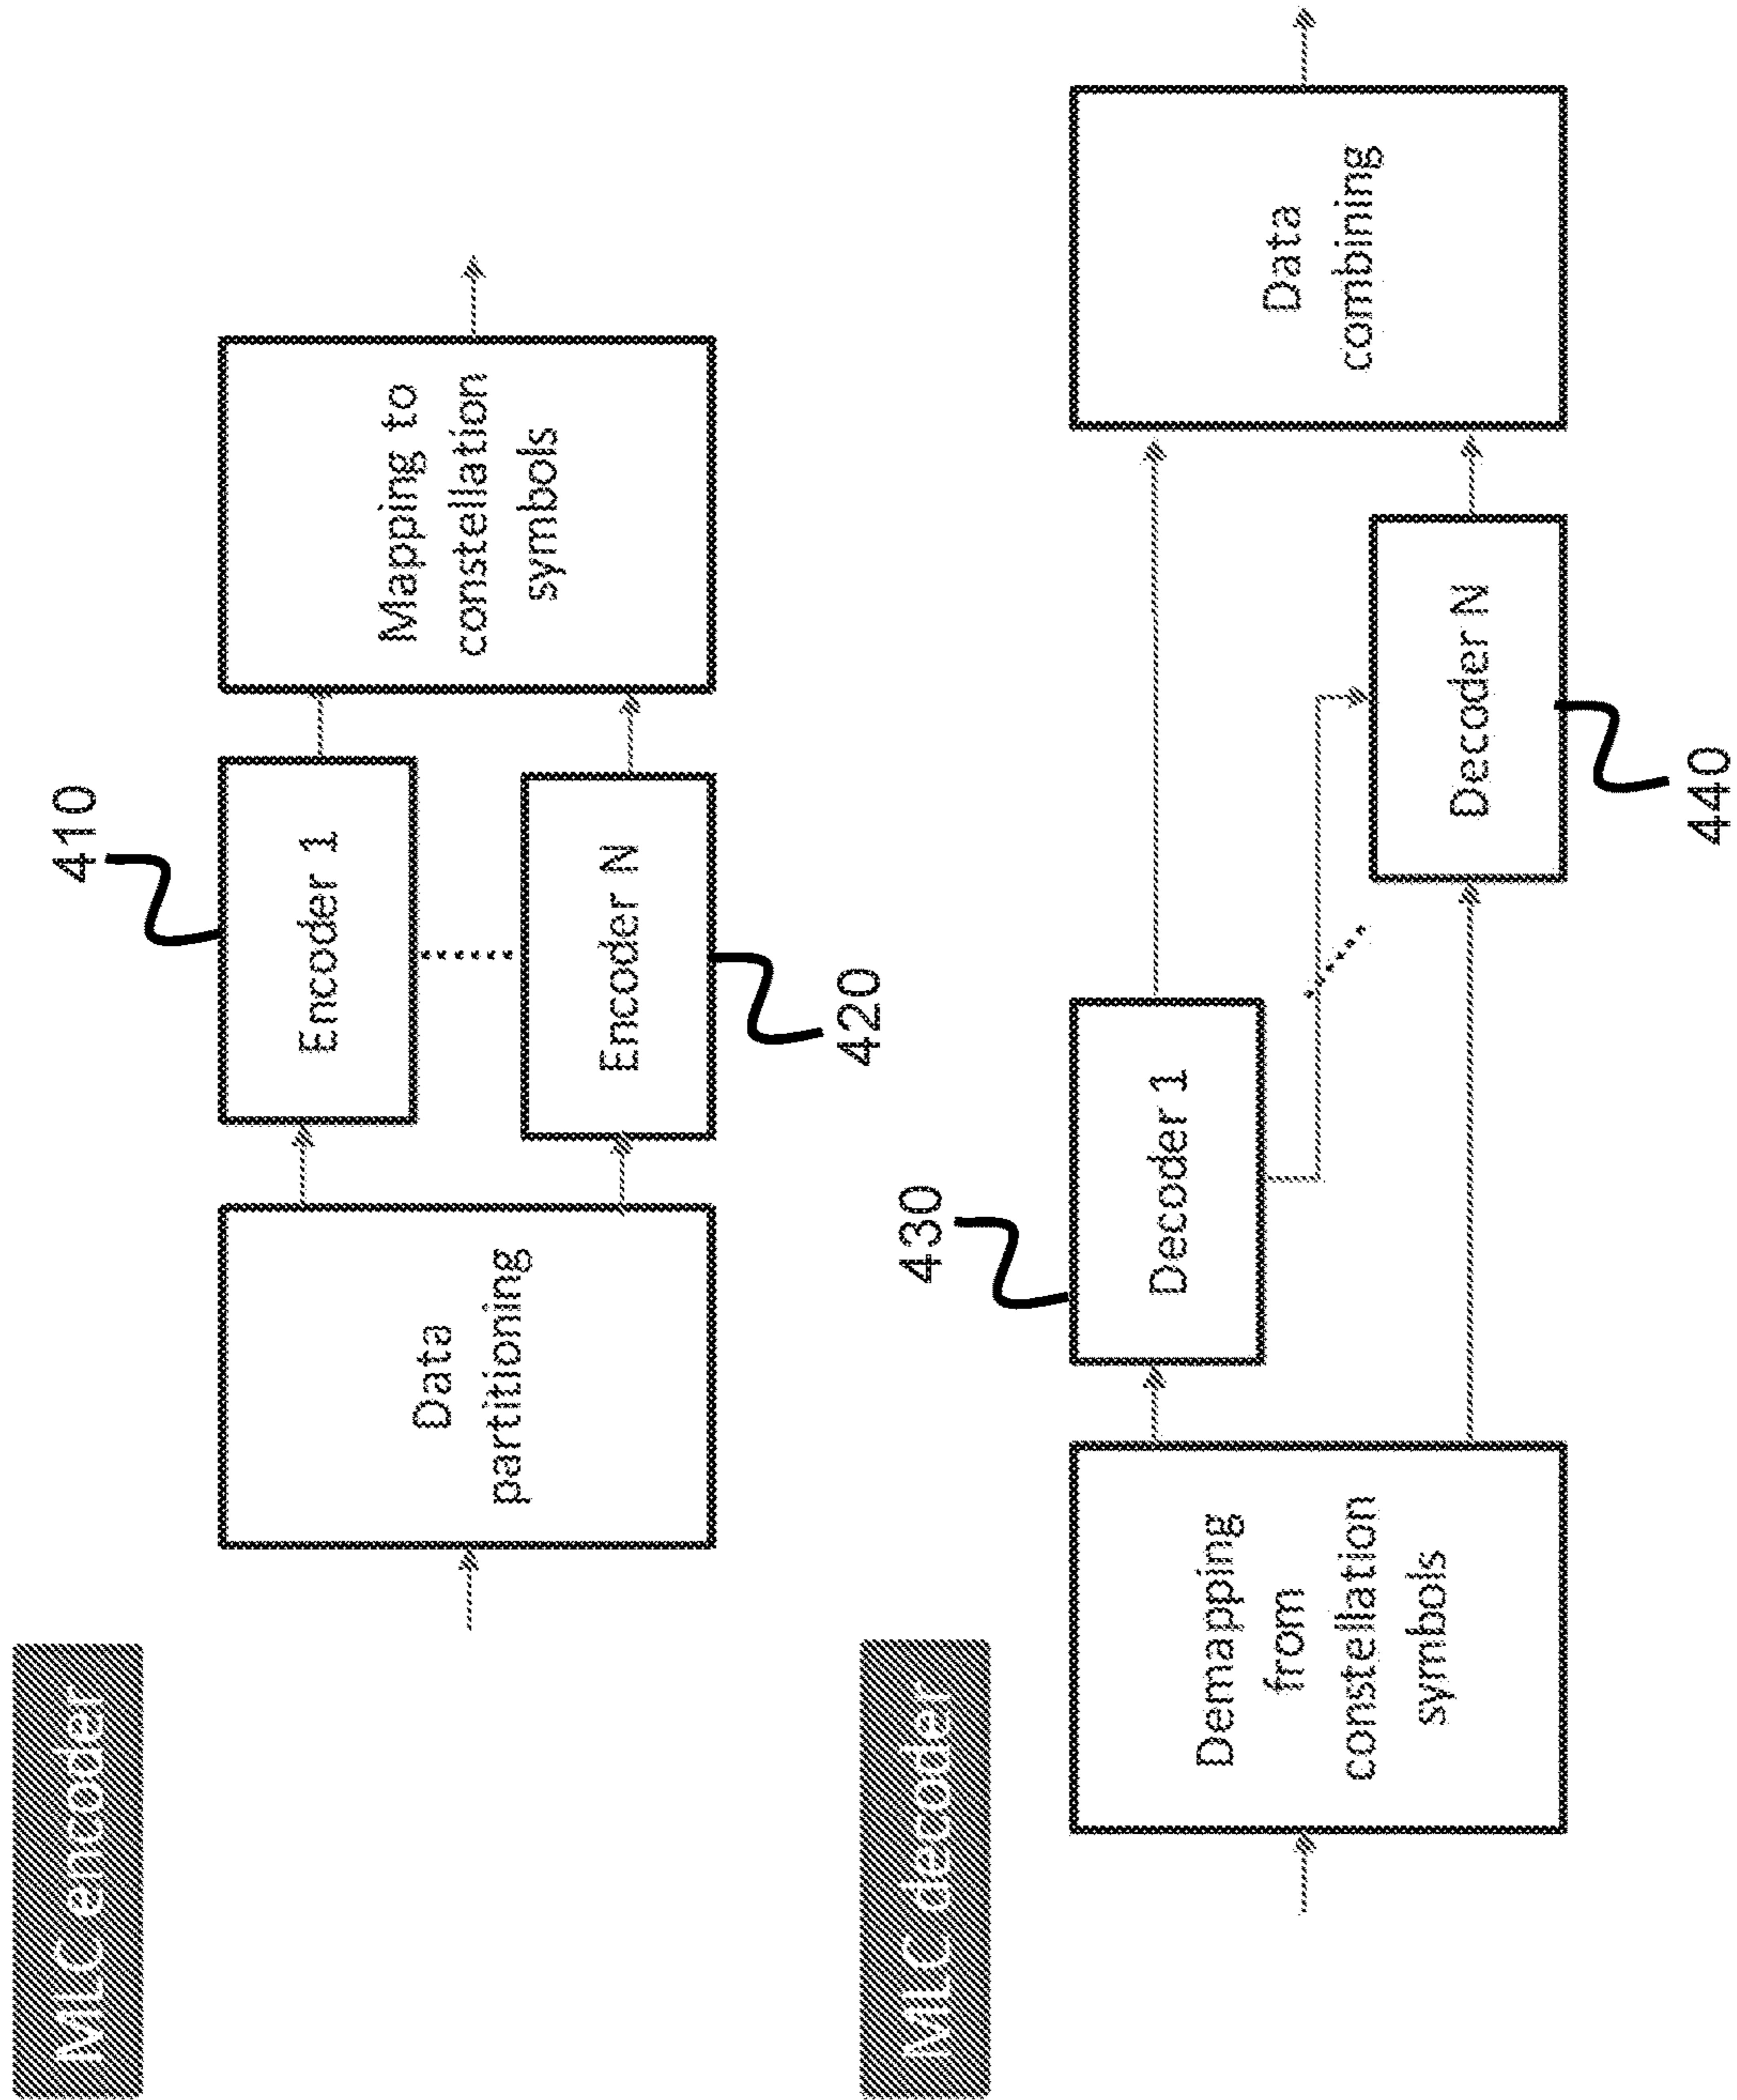 MLC encoder
Data
partitioning
410
Encoder 1
Encoder N
420
Mapping to
constellation
symbols
MLC decoder
Demapping
from
constellation
symbols
430
Decoder 1
Decoder N
440
Data
combining